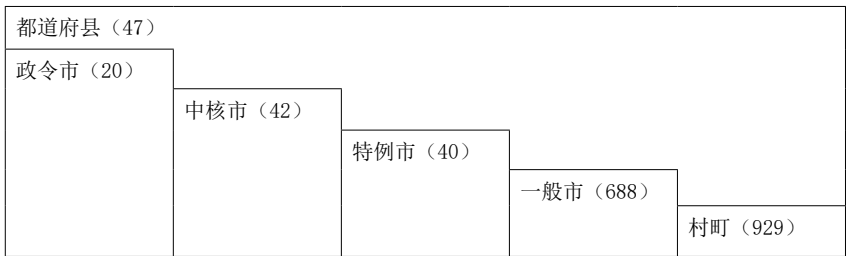 都道府県（47）
政令市（20）
中核市（42）
特例市（40）
一般市（688）
村町（929）